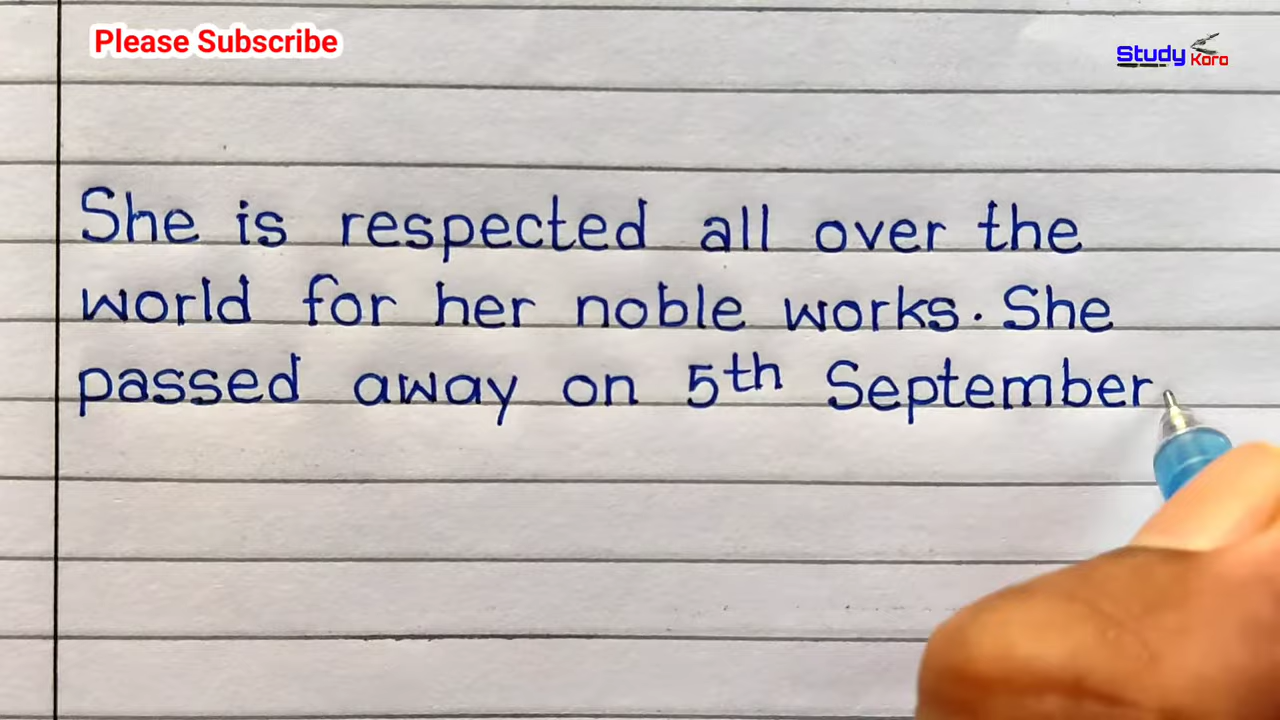 Please Subscribe
Study Koro
She is respected all over the
world for her noble works. She
passed away on 5th September